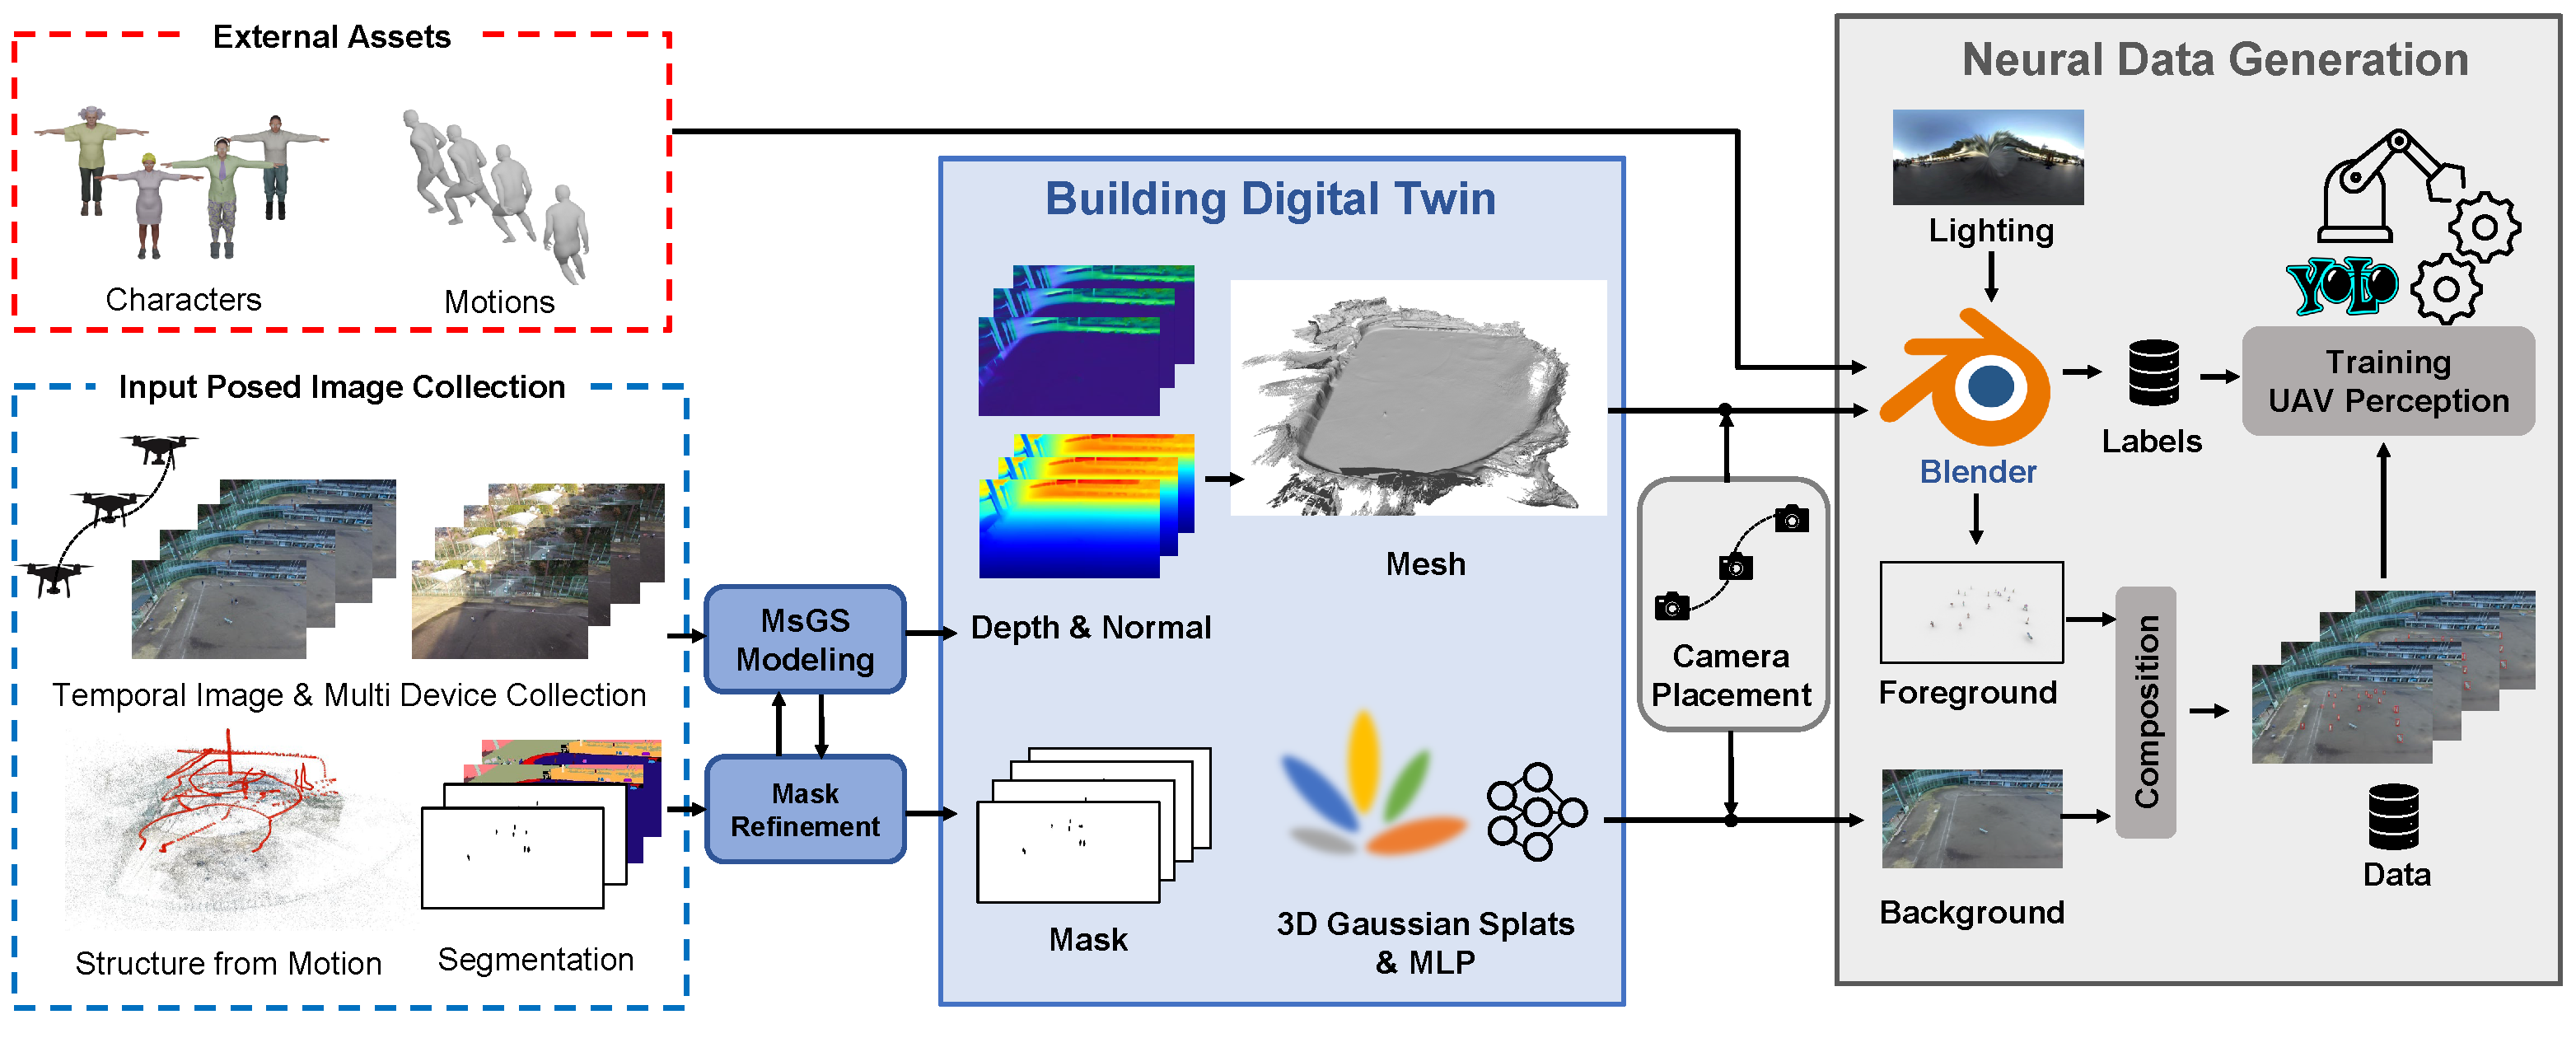 External Assets
Characters
Motions
Input Posed Image Collection
Temporal Image & Multi Device Collection
Structure from Motion
Segmentation
MsGS
Modeling
Mask
Refinement
Building Digital Twin
Depth & Normal
Mesh
Mask
3D Gaussian Splats
& MLP
Camera
Placement
Neural Data Generation
Lighting
Blender
Labels
YOLO
Training
UAV Perception
Foreground
Background
Composition
Data